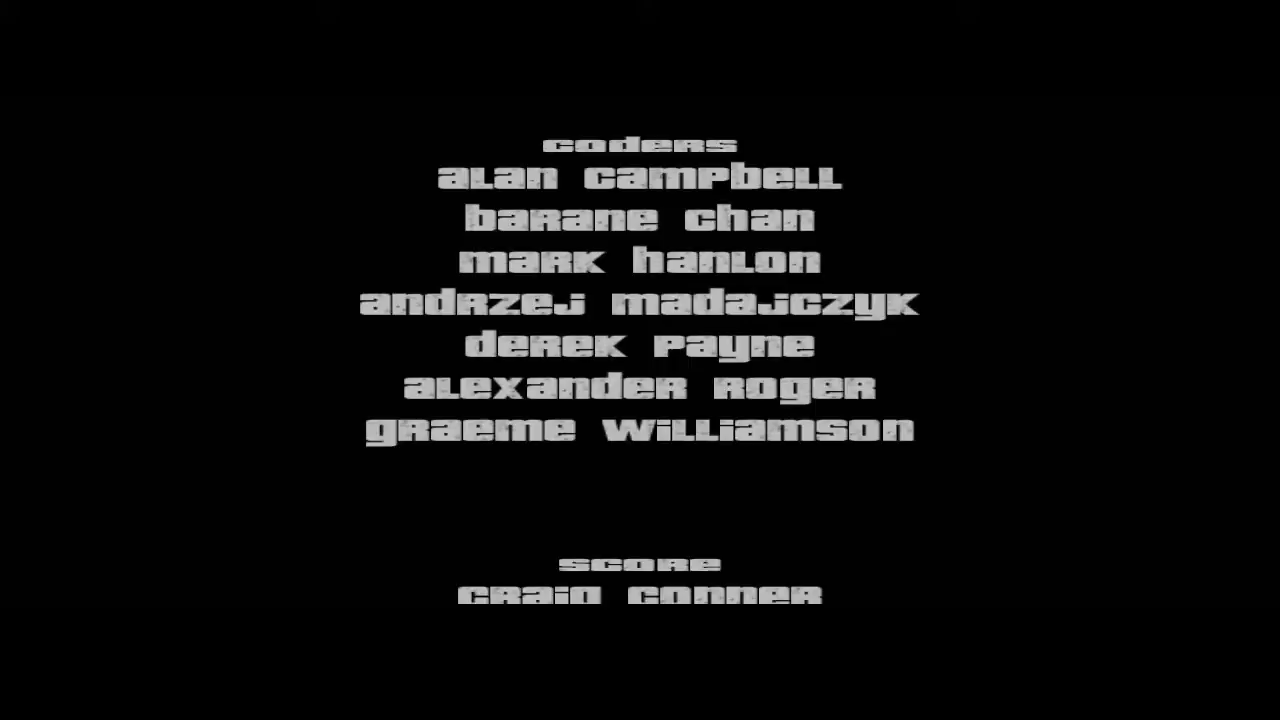 coders
alan campbell
barane chan
mark hanlon
andrzej madajczyk
derek payne
alexander roger
graeme williamson
score
craig conner